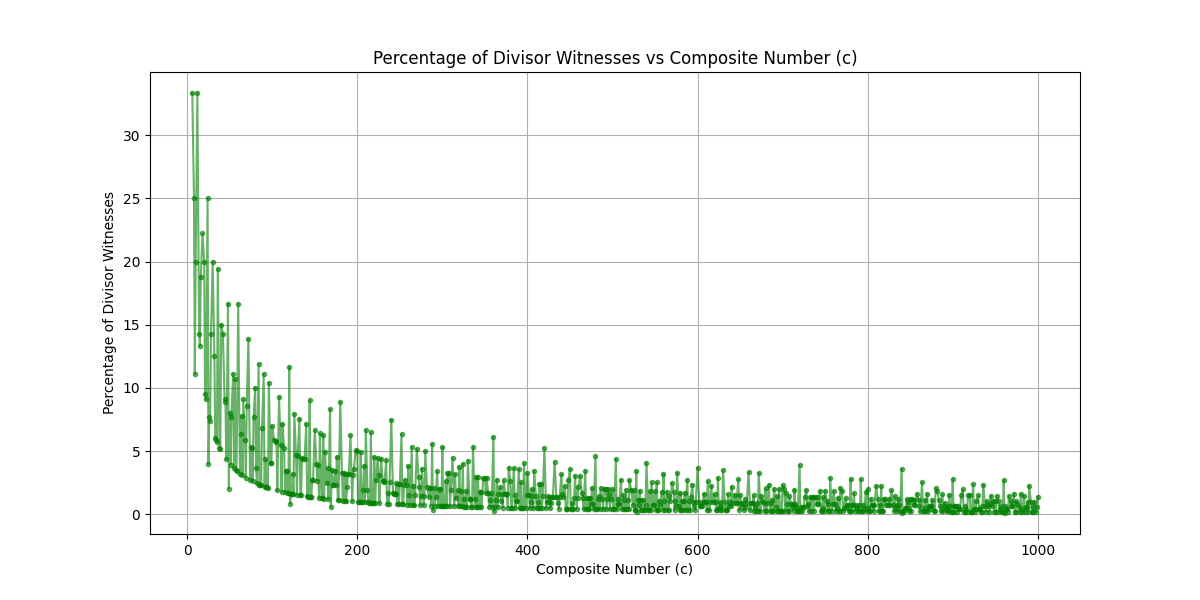 Percentage of Divisor Witnesses vs Composite Number (c)
Percentage of Divisor Witnesses
30
25
20
15
10
5
0
0 200 400 600 800 1000
Composite Number (c)